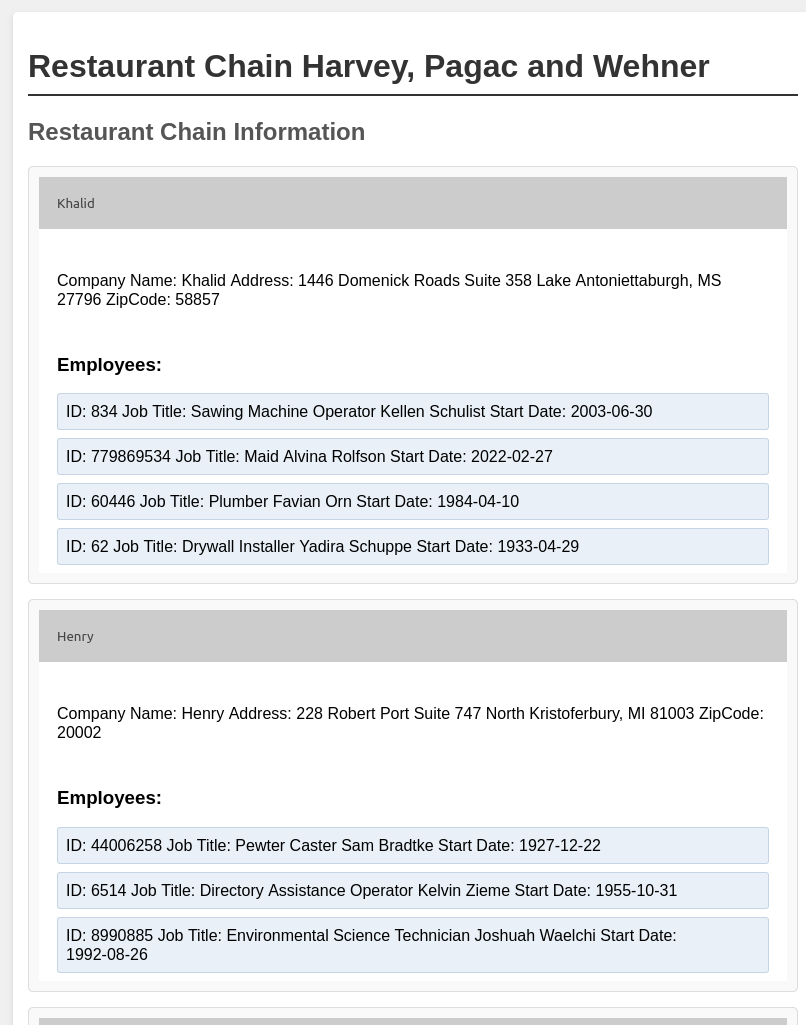 Restaurant Chain Harvey, Pagac and Wehner
Restaurant Chain Information
Khalid
Company Name: Khalid Address: 1446 Domenick Roads Suite 358 Lake Antoniettaburgh, MS
27796 ZipCode: 58857
Employees:
ID: 834 Job Title: Sawing Machine Operator Kellen Schulist Start Date: 2003-06-30
ID: 779869534 Job Title: Maid Alvina Rolfson Start Date: 2022-02-27
ID: 60446 Job Title: Plumber Favian Orn Start Date: 1984-04-10
ID: 62 Job Title: Drywall Installer Yadira Schuppe Start Date: 1933-04-29
Henry
Company Name: Henry Address: 228 Robert Port Suite 747 North Kristoferbury, MI 81003 ZipCode:
20002
Employees:
ID: 44006258 Job Title: Pewter Caster Sam Bradtke Start Date: 1927-12-22
ID: 6514 Job Title: Directory Assistance Operator Kelvin Zieme Start Date: 1955-10-31
ID: 8990885 Job Title: Environmental Science Technician Joshuah Waelchi Start Date:
1992-08-26